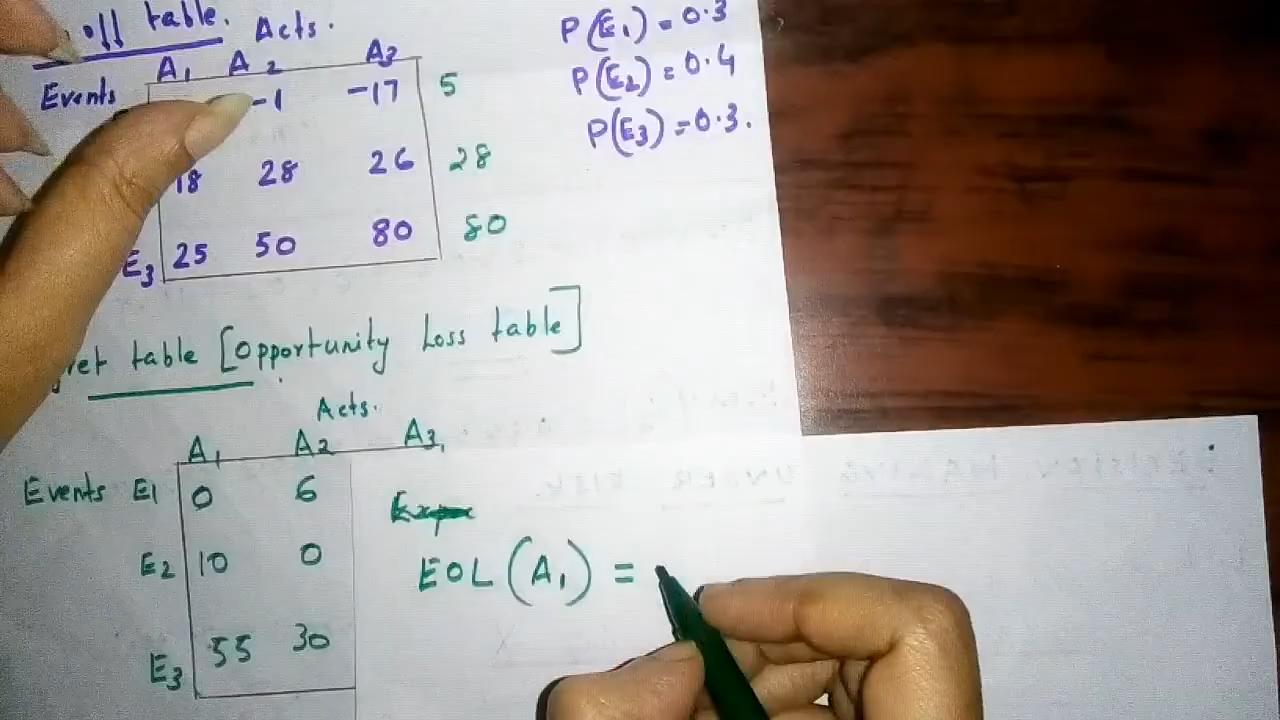 off table.
Acts.
A1 A2 A3
Events -1 -17 5
18 28 26 28
E3 25 50 80 80
P(E1) = 0.3
P(E2) = 0.4
P(E3) = 0.3.
ret table [Opportunity Loss table]
Acts.
A1 A2 A3
Events E1 0 6
E2 10 0
E3 55 30
EOL (A1) =